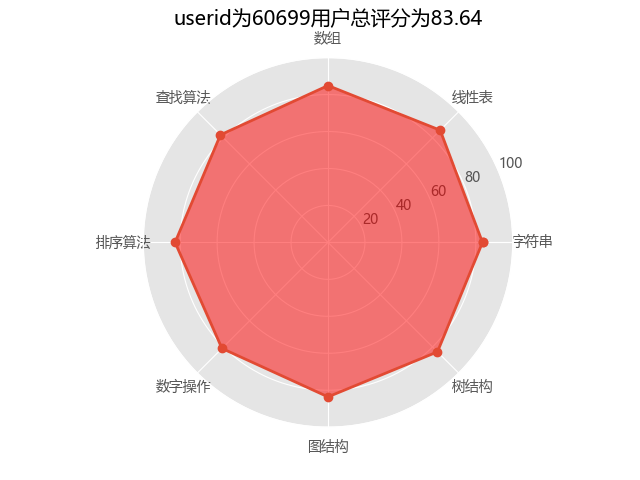 userid为60699用户总评分为83.64
数组
查找算法
线性表
100
80
60
40
20
排序算法
字符串
数字操作
树结构
图结构